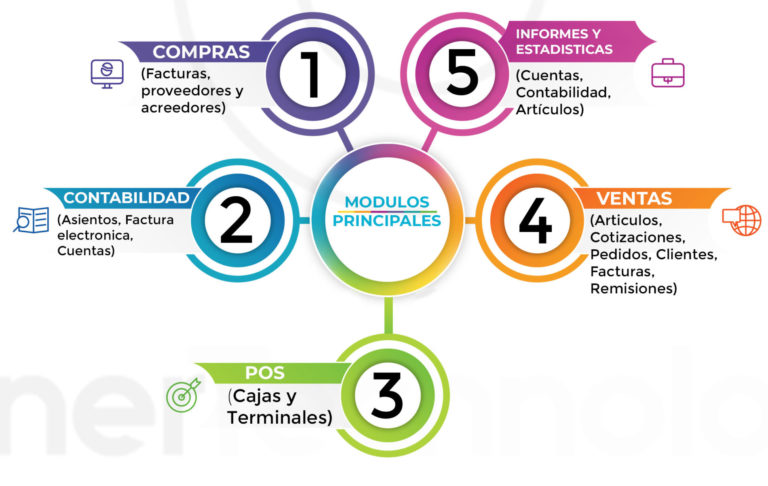 MODULOS
PRINCIPALES
1
COMPRAS
(Facturas,
proveedores y
acreedores)
2
CONTABILIDAD
(Asientos, Factura
electronica,
Cuentas)
3
POS
(Cajas y
Terminales)
4
VENTAS
(Articulos,
Cotizaciones,
Pedidos, Clientes,
Facturas,
Remisiones)
5
INFORMES Y
ESTADISTICAS
(Cuentas,
Contabilidad,
Artículos)